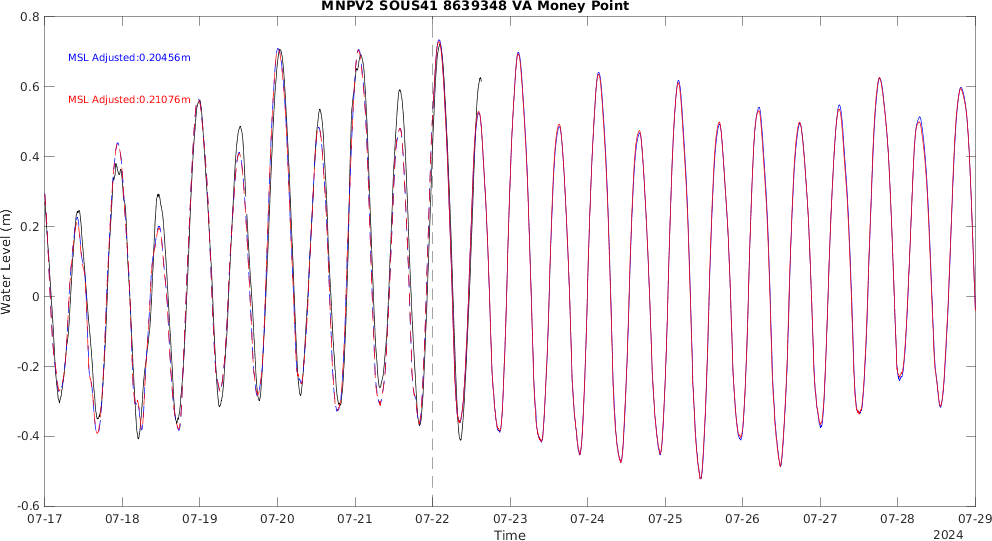 MNPV2 SOUS41 8639348 VA Money Point
0.8
MSL Adjusted:0.20456m
0.6
MSL Adjusted:0.21076m
0.4
0.2
Water Level (m)
0
-0.2
-0.4
-0.6
07-17 07-18 07-19 07-20 07-21 07-22 07-23 07-24 07-25 07-26 07-27 07-28 07-29
Time
2024